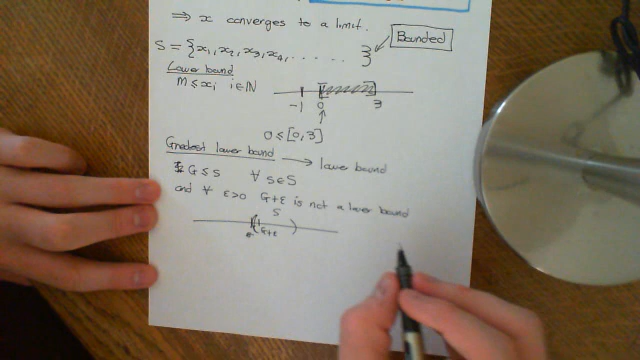 ⇒ x converges to a limit.
Bounded
S = {x₁, x₂, x₃, x₄, . . . . . }
Lower bound
m ≤ xᵢ i ∈ ℕ
-1 0 3
0 ≤ [0, 3]
Greatest lower bound → lower bound
G ≤ s ∀ s ∈ S
and ∀ ε > 0 G + ε is not a lower bound
S
G+ε